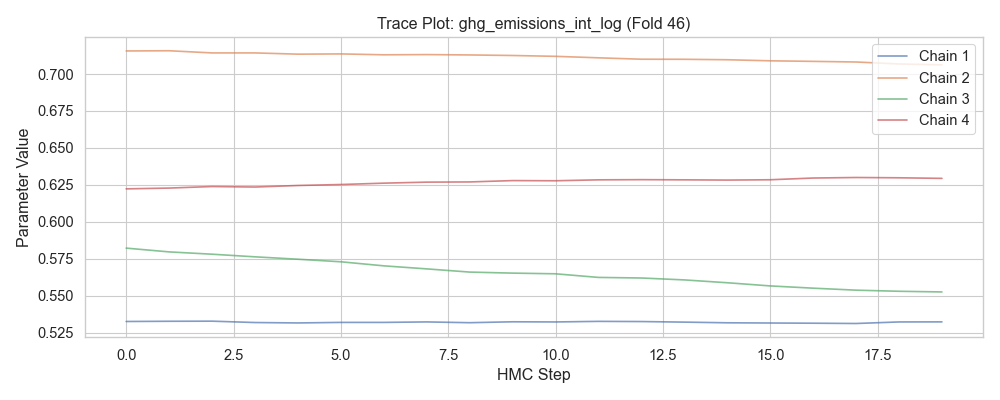 Trace Plot: ghg_emissions_int_log (Fold 46)
Parameter Value
0.700
0.675
0.650
0.625
0.600
0.575
0.550
0.525
Chain 1
Chain 2
Chain 3
Chain 4
0.0 2.5 5.0 7.5 10.0 12.5 15.0 17.5
HMC Step